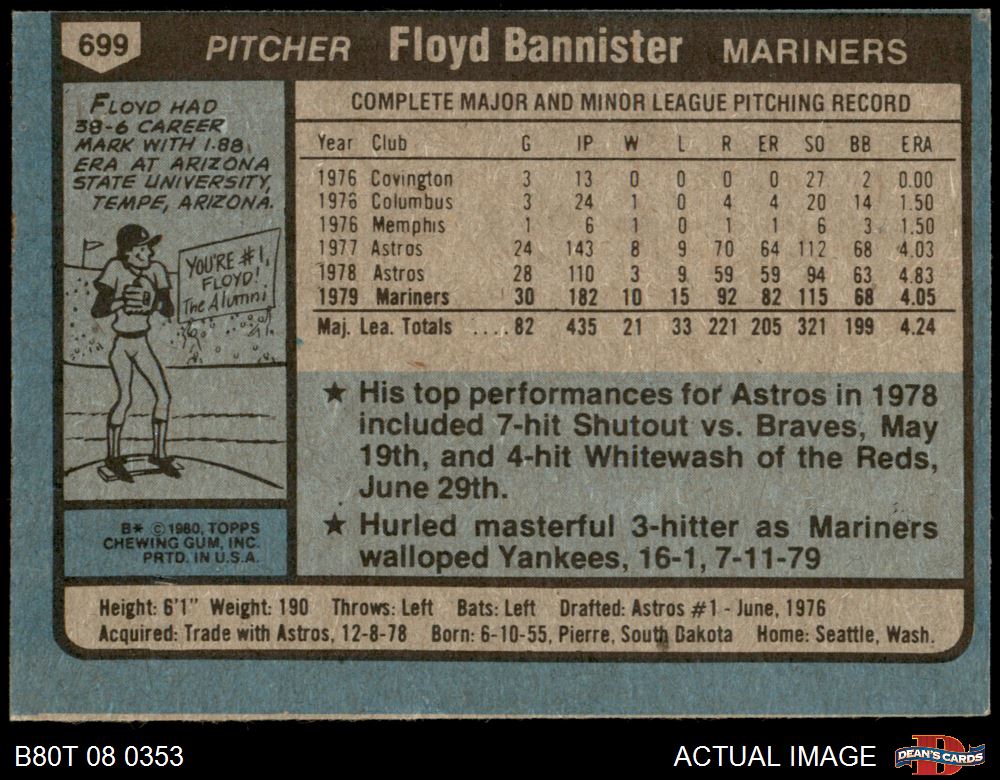 699 PITCHER Floyd Bannister MARINERS
FLOYD HAD
38-6 CAREER
MARK WITH 1.88
ERA AT ARIZONA
STATE UNIVERSITY,
TEMPE, ARIZONA.
YOU'RE #1,
FLOYD!
The Alumni
B* © 1980, TOPPS
CHEWING GUM, INC.
PRTD. IN U.S.A.
COMPLETE MAJOR AND MINOR LEAGUE PITCHING RECORD
Year Club G IP W L R ER SO BB ERA
1976 Covington 3 13 0 0 0 0 27 2 0.00
1976 Columbus 3 24 1 0 4 4 20 14 1.50
1976 Memphis 1 6 1 0 1 1 6 3 1.50
1977 Astros 24 143 8 9 70 64 112 68 4.03
1978 Astros 28 110 3 9 59 59 94 63 4.83
1979 Mariners 30 182 10 15 92 82 115 68 4.05
Maj. Lea. Totals ....82 435 21 33 221 205 321 199 4.24
★ His top performances for Astros in 1978
included 7-hit Shutout vs. Braves, May
19th, and 4-hit Whitewash of the Reds,
June 29th.
★ Hurled masterful 3-hitter as Mariners
walloped Yankees, 16-1, 7-11-79
Height: 6'1" Weight: 190 Throws: Left Bats: Left Drafted: Astros #1 - June, 1976
Acquired: Trade with Astros, 12-8-78 Born: 6-10-55, Pierre, South Dakota Home: Seattle, Wash.
B80T 08 0353 ACTUAL IMAGE DEAN'S CARDS